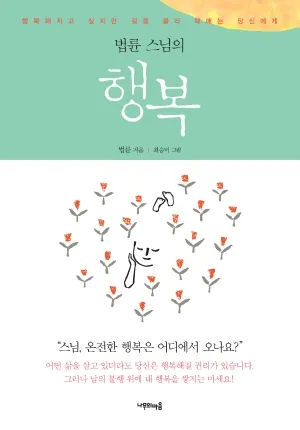 행복해지고 싶지만 길을 몰라 헤매는 당신에게
법륜 스님의
행복
법륜 지음 | 최승미 그림
"스님, 온전한 행복은 어디에서 오나요?"
어떤 삶을 살고 있더라도 당신은 행복해질 권리가 있습니다.
그러나 남의 불행 위에 내 행복을 쌓지는 마세요!
나무의마음